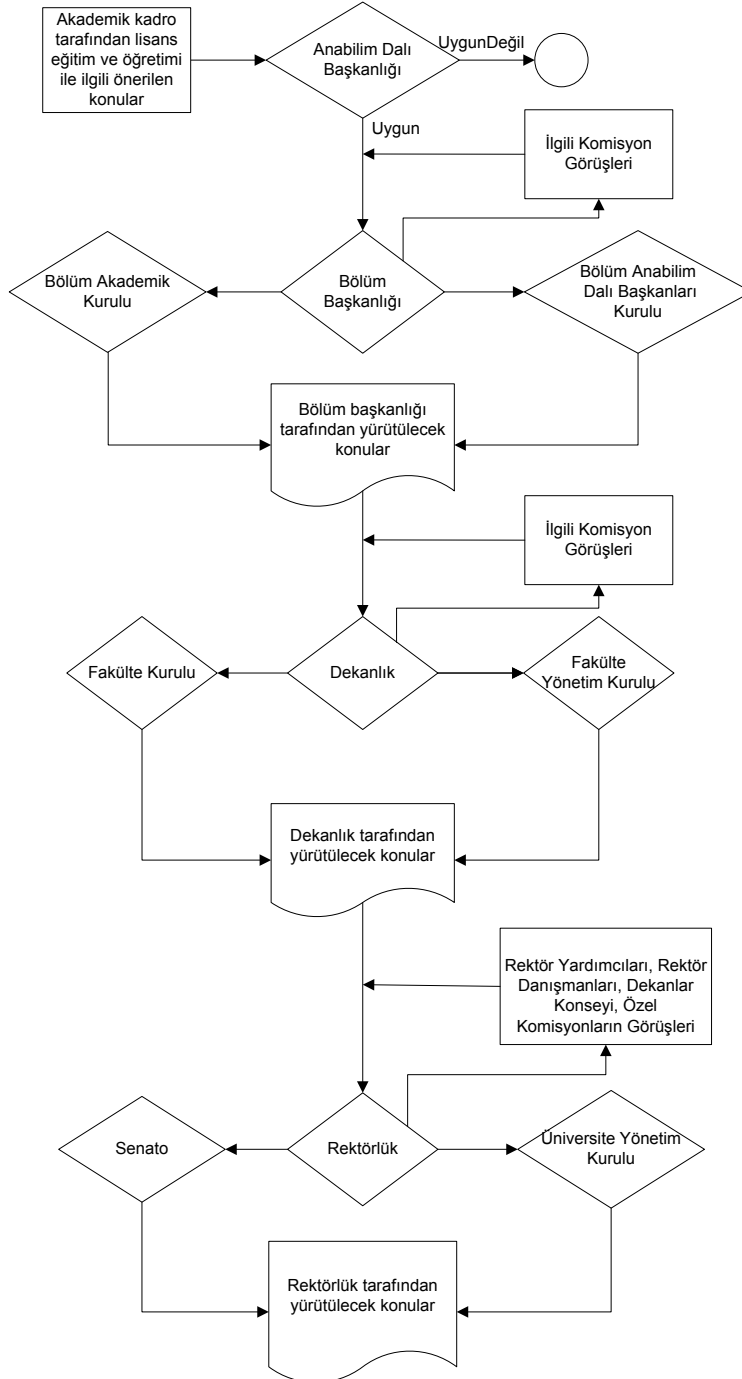 Akademik kadro
tarafından lisans
eğitim ve öğretimi
ile ilgili önerilen
konular
Anabilim Dalı
Başkanlığı
UygunDeğil
Uygun
İlgili Komisyon
Görüşleri
Bölüm Akademik
Kurulu
Bölüm
Başkanlığı
Bölüm Anabilim
Dalı Başkanları
Kurulu
Bölüm başkanlığı
tarafından yürütülecek
konular
İlgili Komisyon
Görüşleri
Fakülte Kurulu
Dekanlık
Fakülte
Yönetim Kurulu
Dekanlık tarafından
yürütülecek konular
Rektör Yardımcıları, Rektör
Danışmanları, Dekanlar
Konseyi, Özel
Komisyonların Görüşleri
Senato
Rektörlük
Üniversite Yönetim
Kurulu
Rektörlük tarafından
yürütülecek konular